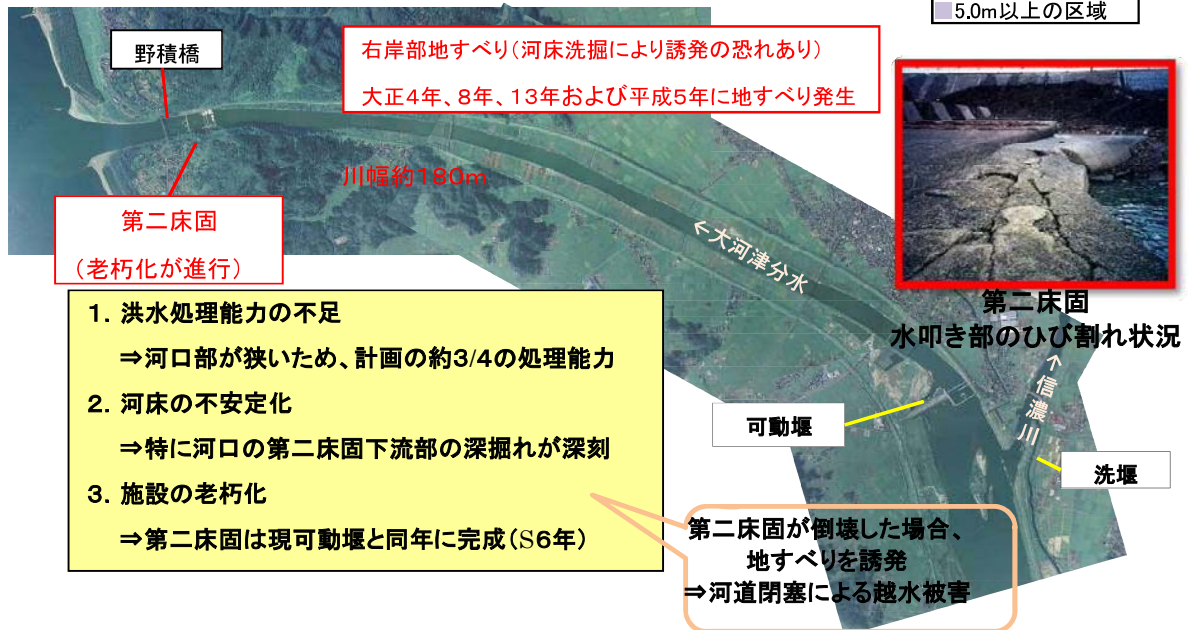 5.0m以上の区域
野積橋
右岸部地すべり(河床洗掘により誘発の恐れあり)
大正4年、8年、13年および平成5年に地すべり発生
川幅約180m
第二床固
(老朽化が進行)
←大河津分水
第二床固
水叩き部のひび割れ状況
1. 洪水処理能力の不足
⇒河口部が狭いため、計画の約3/4の処理能力
2. 河床の不安定化
⇒特に河口の第二床固下流部の深掘れが深刻
3. 施設の老朽化
⇒第二床固は現可動堰と同年に完成(S6年)
←信濃川
可動堰
洗堰
第二床固が倒壊した場合、
地すべりを誘発
⇒河道閉塞による越水被害